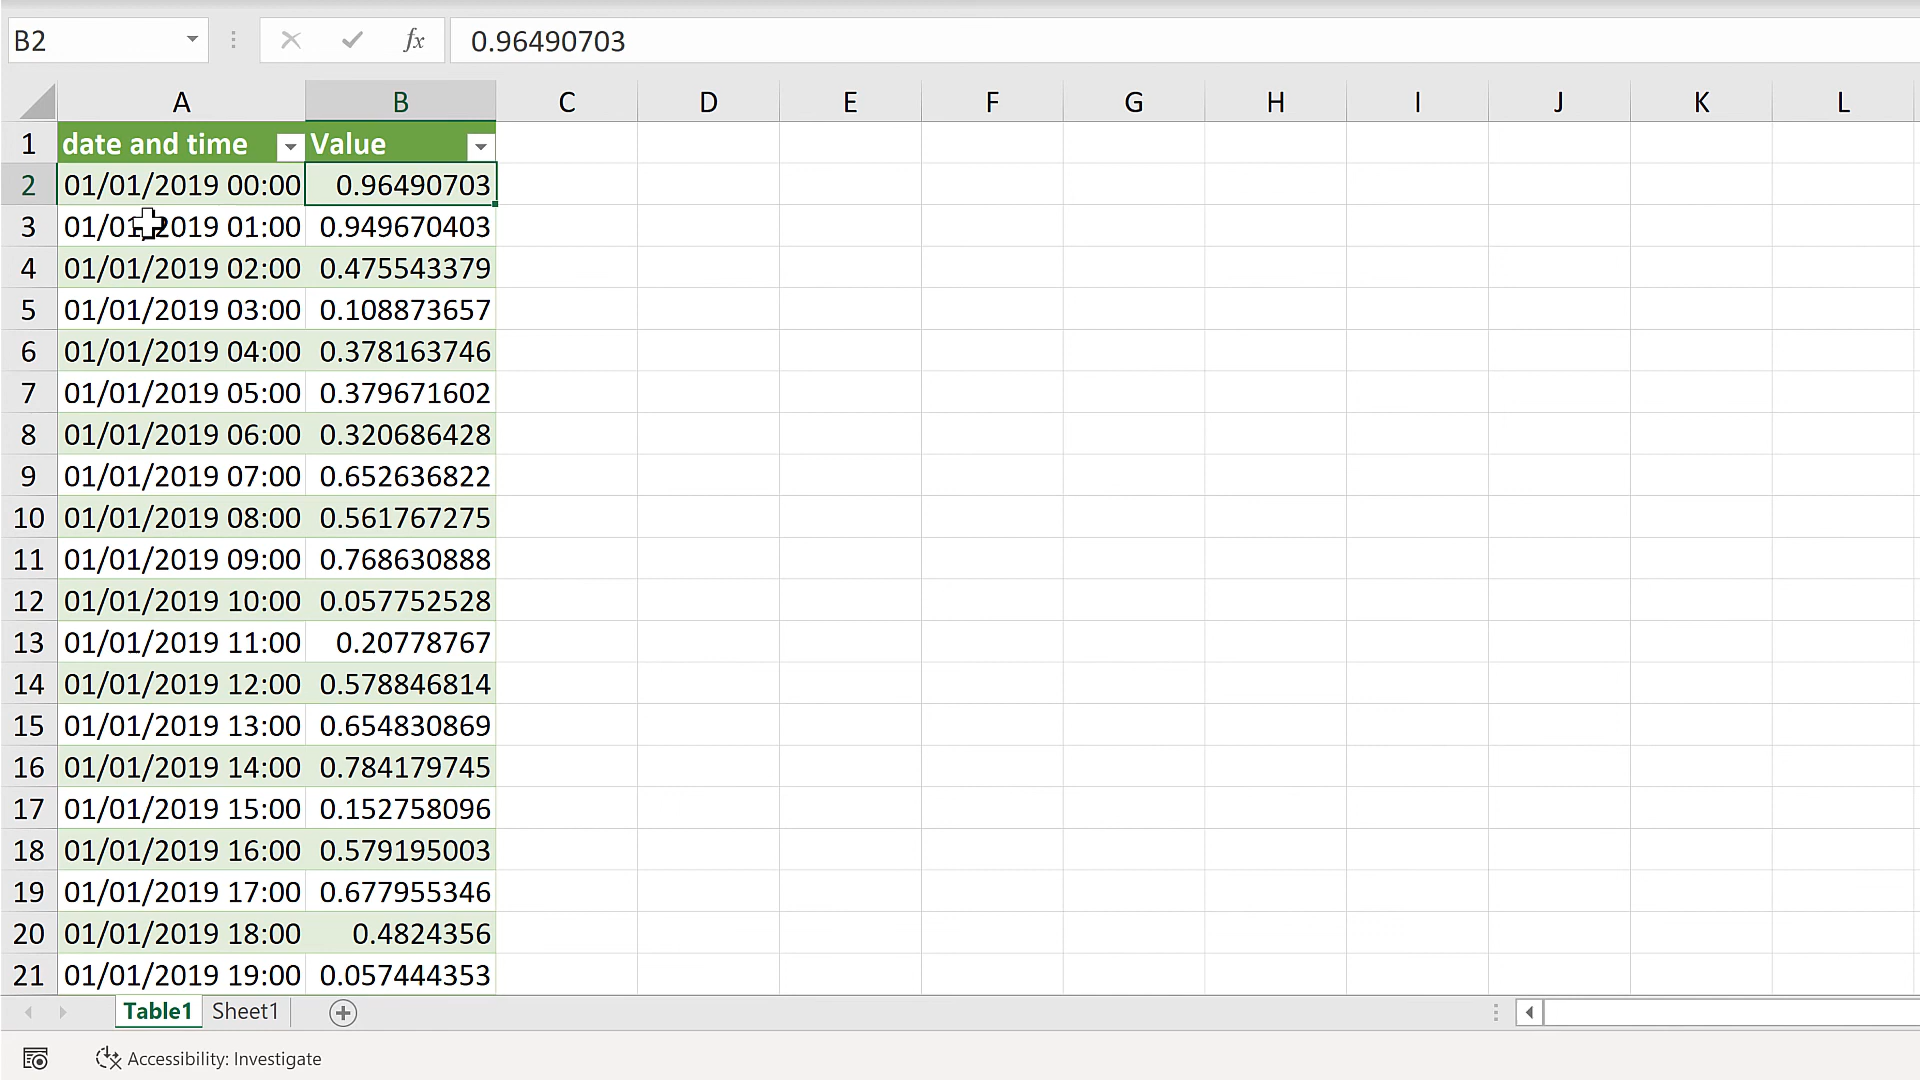 B2 fx 0.96490703
A B C D E F G H I J K L
1 date and time Value
2 01/01/2019 00:00 0.96490703
3 01/01/2019 01:00 0.949670403
4 01/01/2019 02:00 0.475543379
5 01/01/2019 03:00 0.108873657
6 01/01/2019 04:00 0.378163746
7 01/01/2019 05:00 0.379671602
8 01/01/2019 06:00 0.320686428
9 01/01/2019 07:00 0.652636822
10 01/01/2019 08:00 0.561767275
11 01/01/2019 09:00 0.768630888
12 01/01/2019 10:00 0.057752528
13 01/01/2019 11:00 0.20778767
14 01/01/2019 12:00 0.578846814
15 01/01/2019 13:00 0.654830869
16 01/01/2019 14:00 0.784179745
17 01/01/2019 15:00 0.152758096
18 01/01/2019 16:00 0.579195003
19 01/01/2019 17:00 0.677955346
20 01/01/2019 18:00 0.4824356
21 01/01/2019 19:00 0.057444353
Table1 Sheet1
Accessibility: Investigate